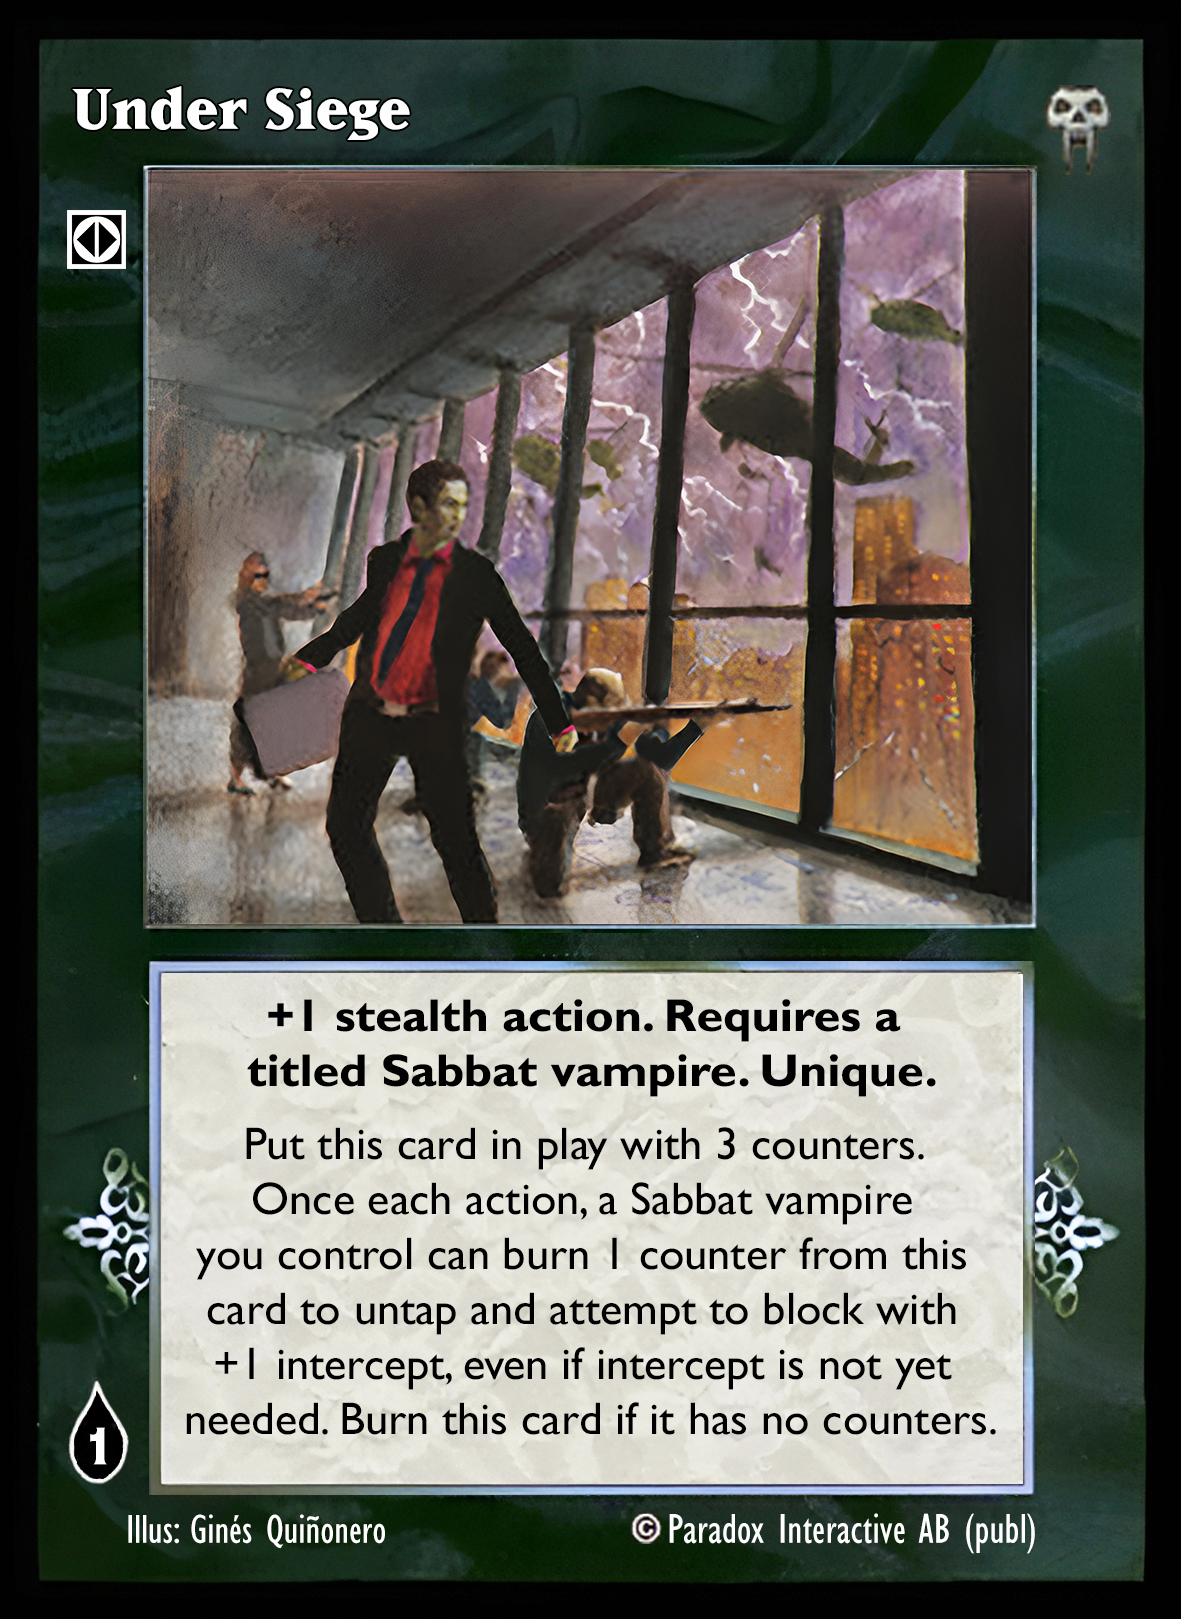 Under Siege
+1 stealth action. Requires a
titled Sabbat vampire. Unique.
Put this card in play with 3 counters.
Once each action, a Sabbat vampire
you control can burn 1 counter from this
card to untap and attempt to block with
+1 intercept, even if intercept is not yet
needed. Burn this card if it has no counters.
1
Illus: Ginés Quiñonero
© Paradox Interactive AB (publ)